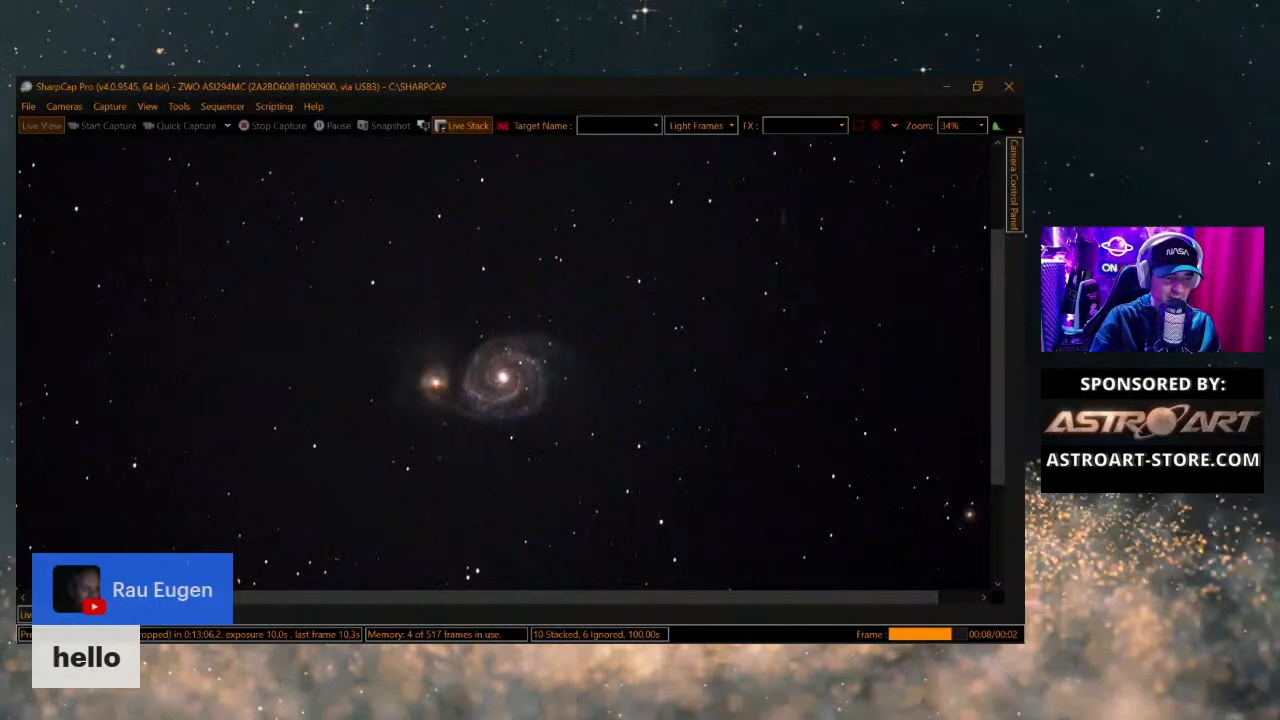 SharpCap Pro (v4.0.9545, 64 bit) - ZWO ASI294MC (2A2BD6081B090900, via USB3) - C:\SHARPCAP
File Cameras Capture View Tools Sequencer Scripting Help
Live View Start Capture Quick Capture Stop Capture Pause Snapshot Live Stack Target Name : Light Frames FX : Zoom: 34%
Camera Control Panel
NASA
ON
SPONSORED BY:
ASTRO ART
ASTROART-STORE.COM
Rau Eugen
hello
opped) in 0:13:06,2, exposure 10,0s , last frame 10,3s Memory: 4 of 517 frames in use. 10 Stacked, 6 Ignored, 100,00s Frame : 00:08/00:02